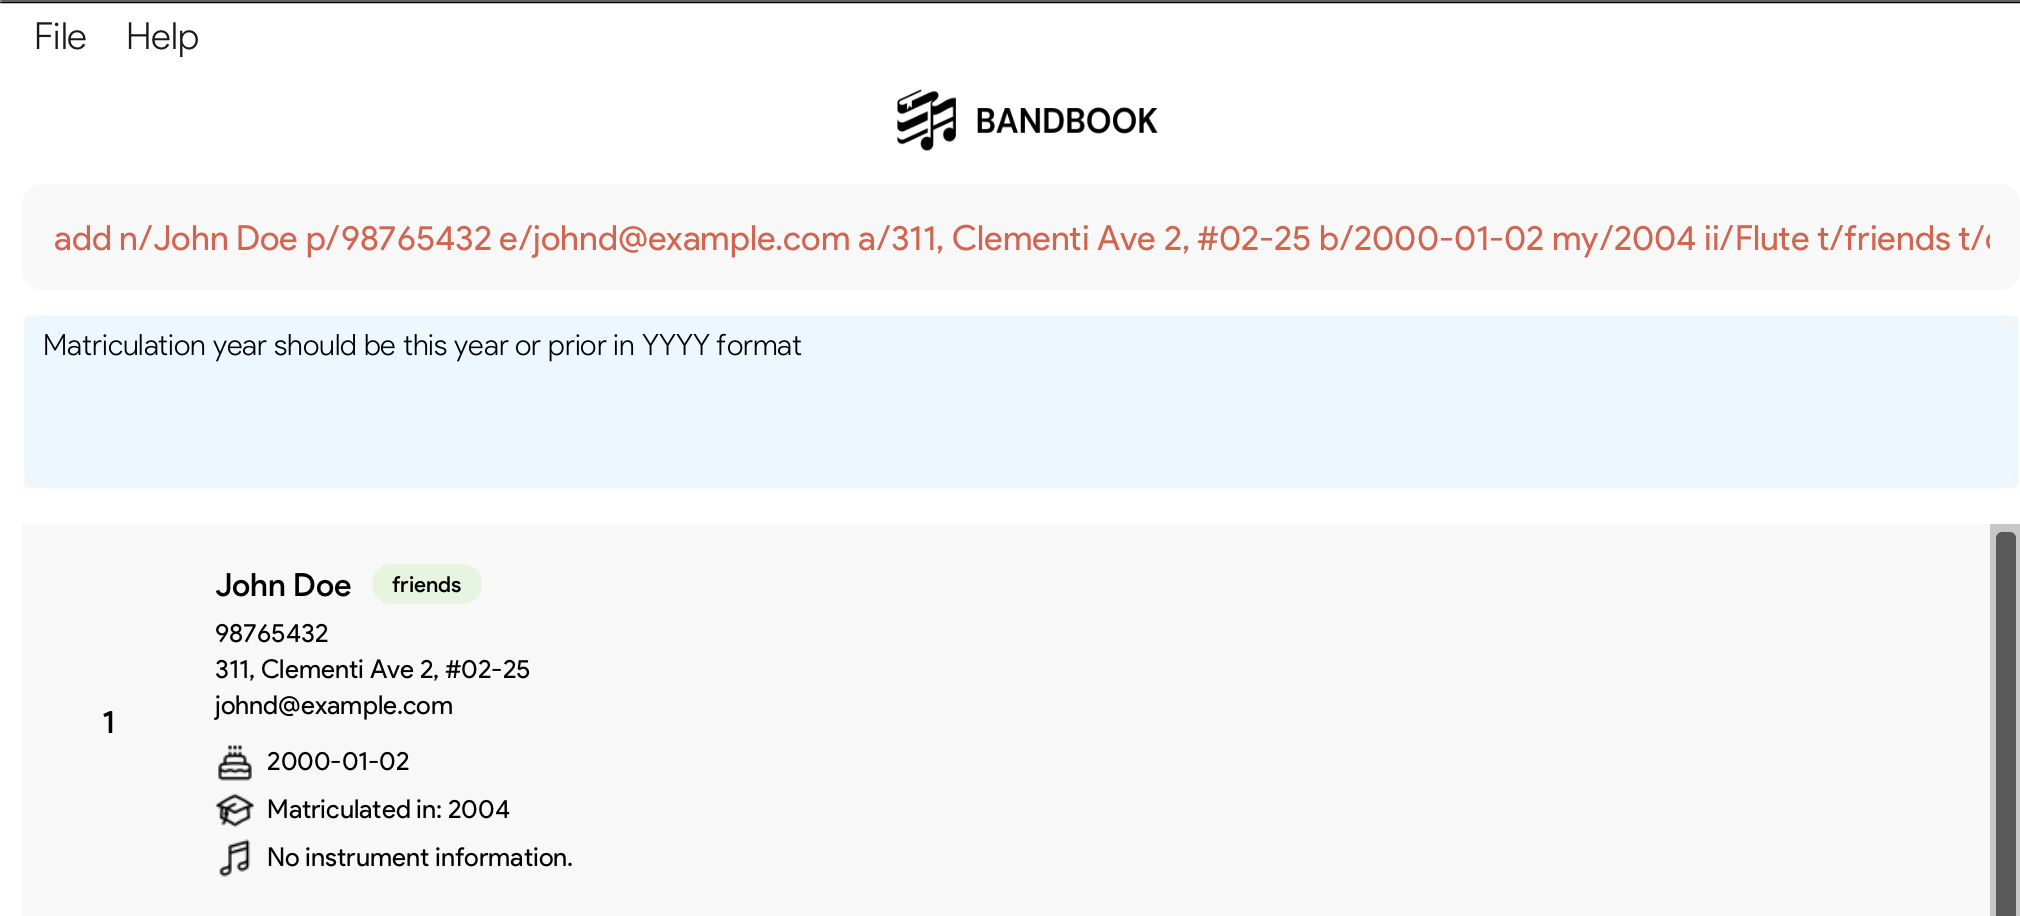 File Help
BANDBOOK
add n/John Doe p/98765432 e/johnd@example.com a/311, Clementi Ave 2, #02-25 b/2000-01-02 my/2004 ii/Flute t/friends
Matriculation year should be this year or prior in YYYY format
John Doe friends
98765432
311, Clementi Ave 2, #02-25
johnd@example.com
1
2000-01-02
Matriculated in: 2004
No instrument information.